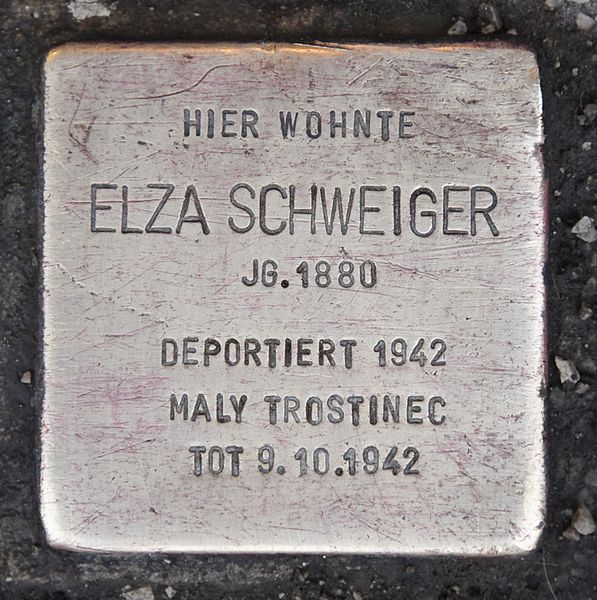 HIER WOHNTE
ELZA SCHWEIGER
JG. 1880
DEPORTIERT 1942
MALY TROSTINEC
TOT 9.10.1942